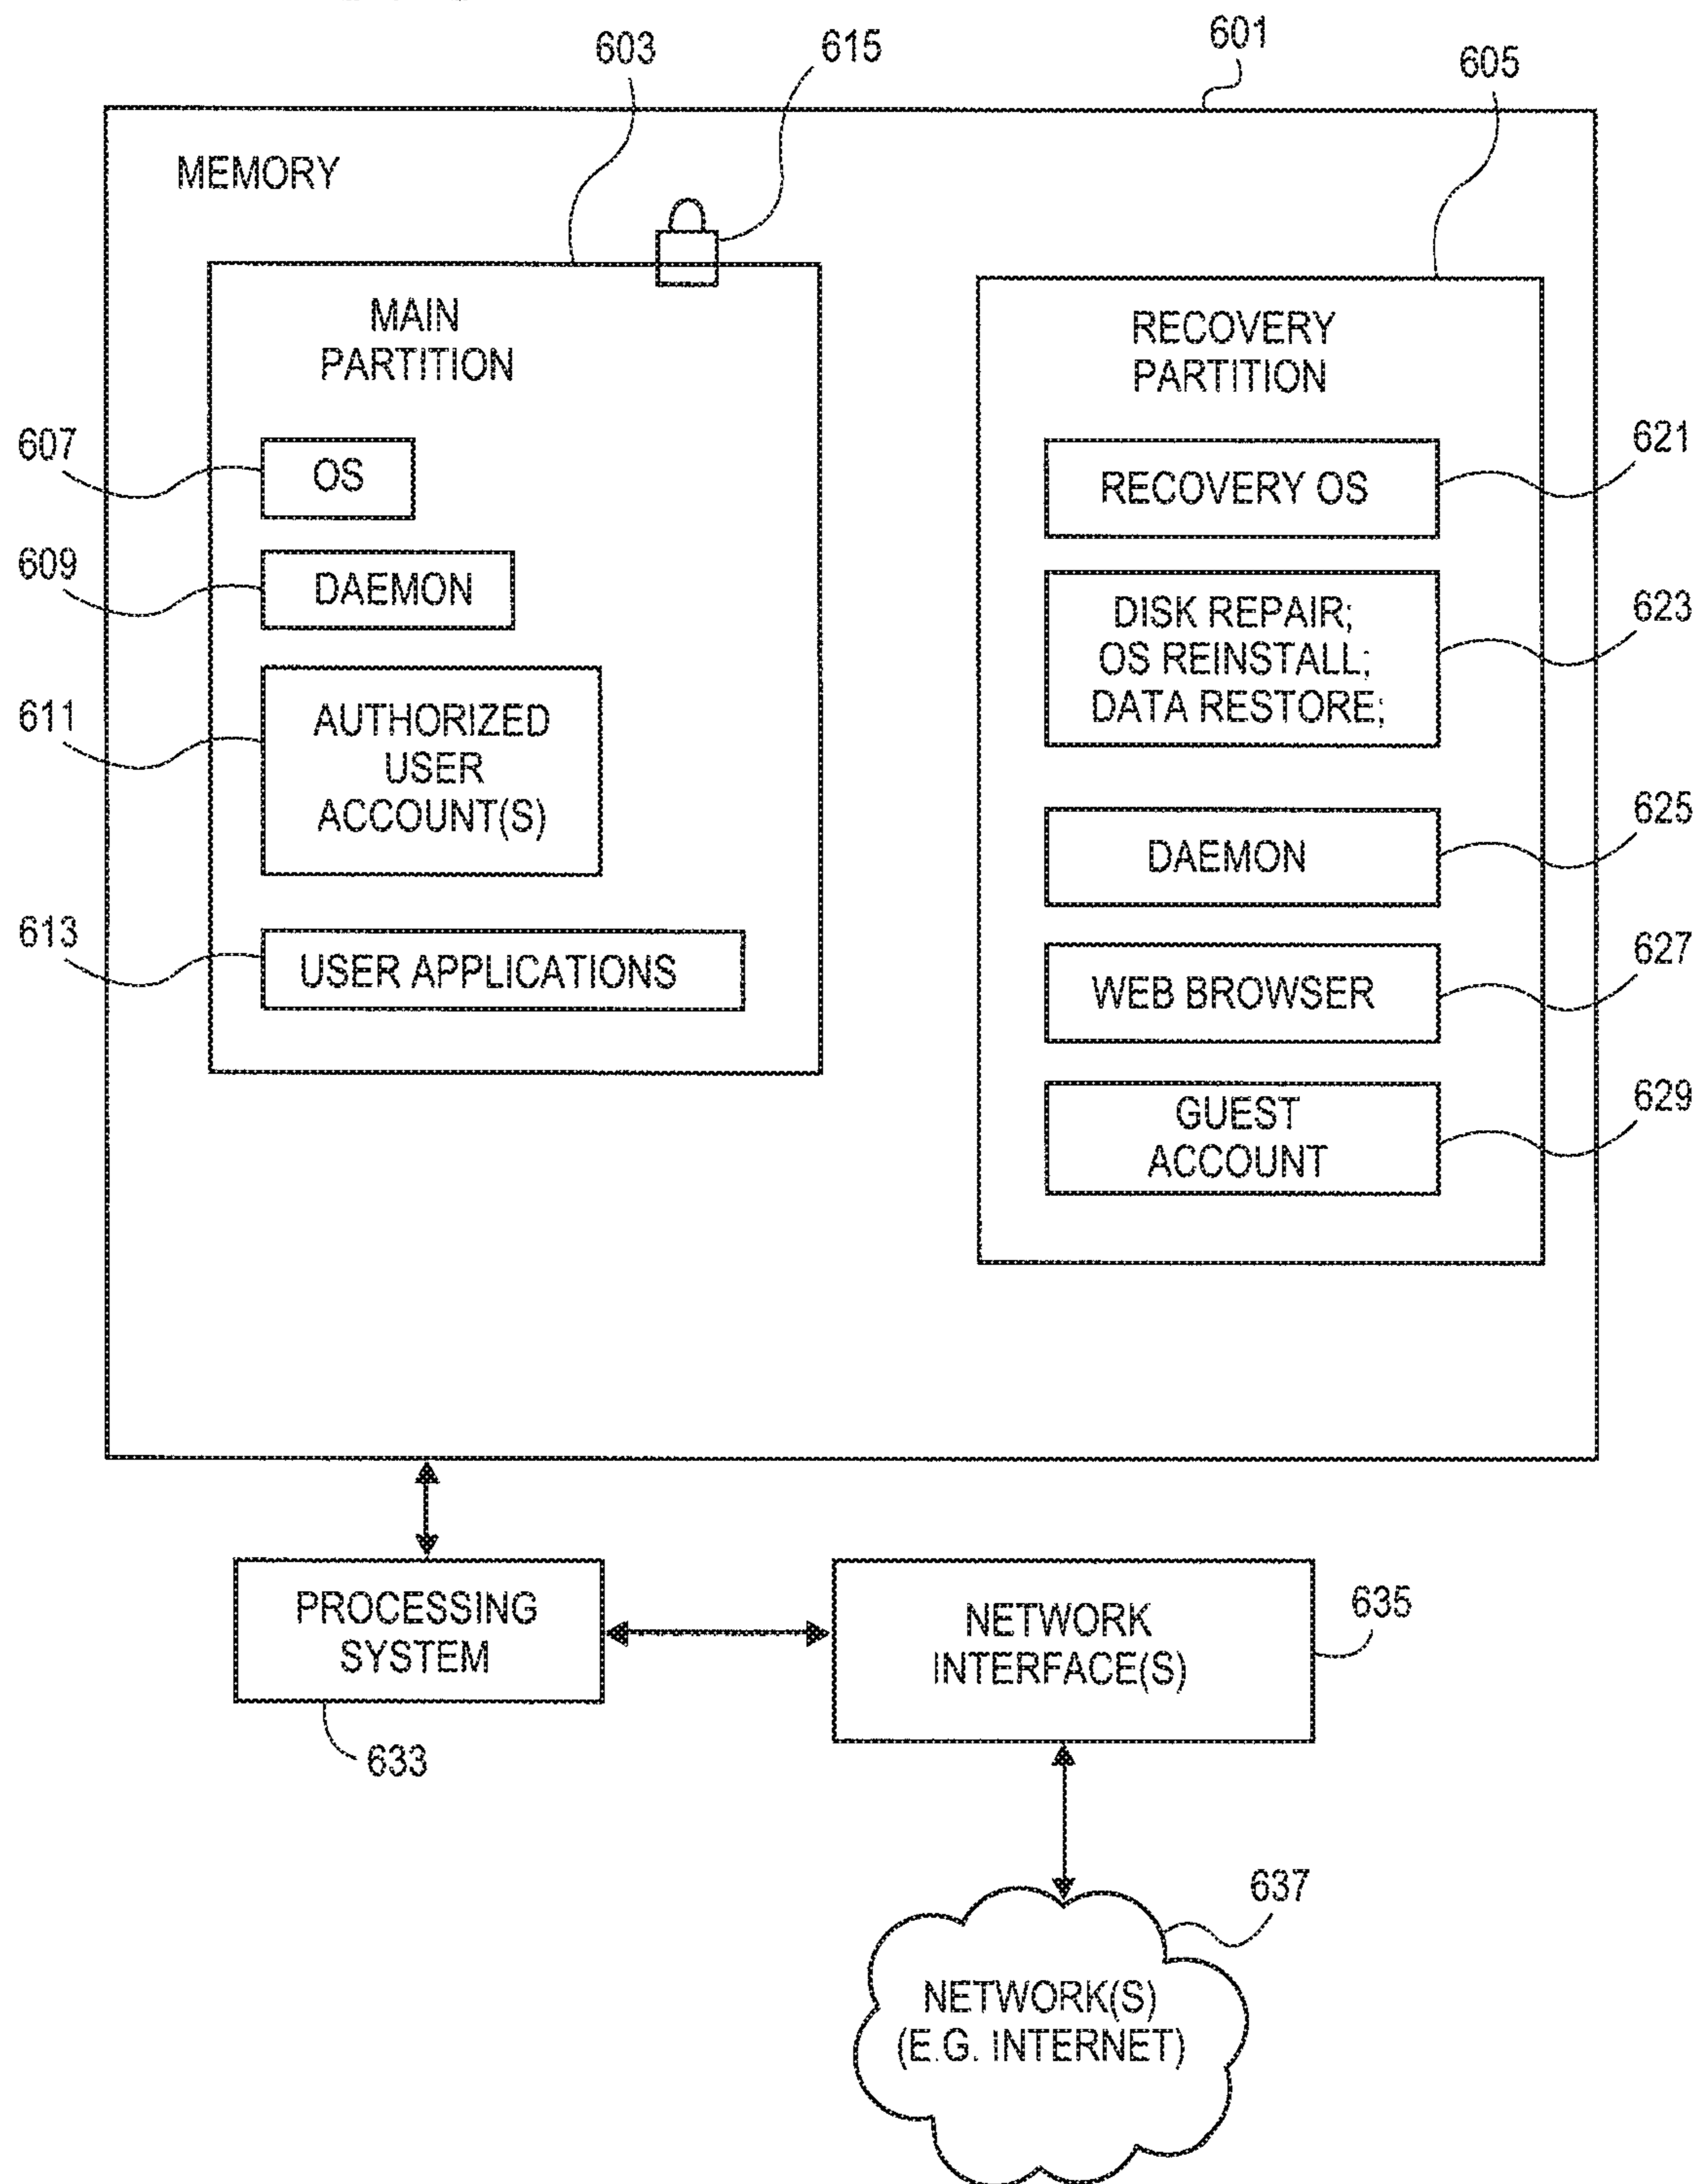 603
615
601
605
MEMORY
MAIN
PARTITION
607
OS
609
DAEMON
611
AUTHORIZED
USER
ACCOUNT(S)
613
USER APPLICATIONS
RECOVERY
PARTITION
RECOVERY OS
621
DISK REPAIR;
OS REINSTALL;
DATA RESTORE;
623
DAEMON
625
WEB BROWSER
627
GUEST
ACCOUNT
629
PROCESSING
SYSTEM
633
NETWORK
INTERFACE(S)
635
637
NETWORK(S)
(E.G. INTERNET)